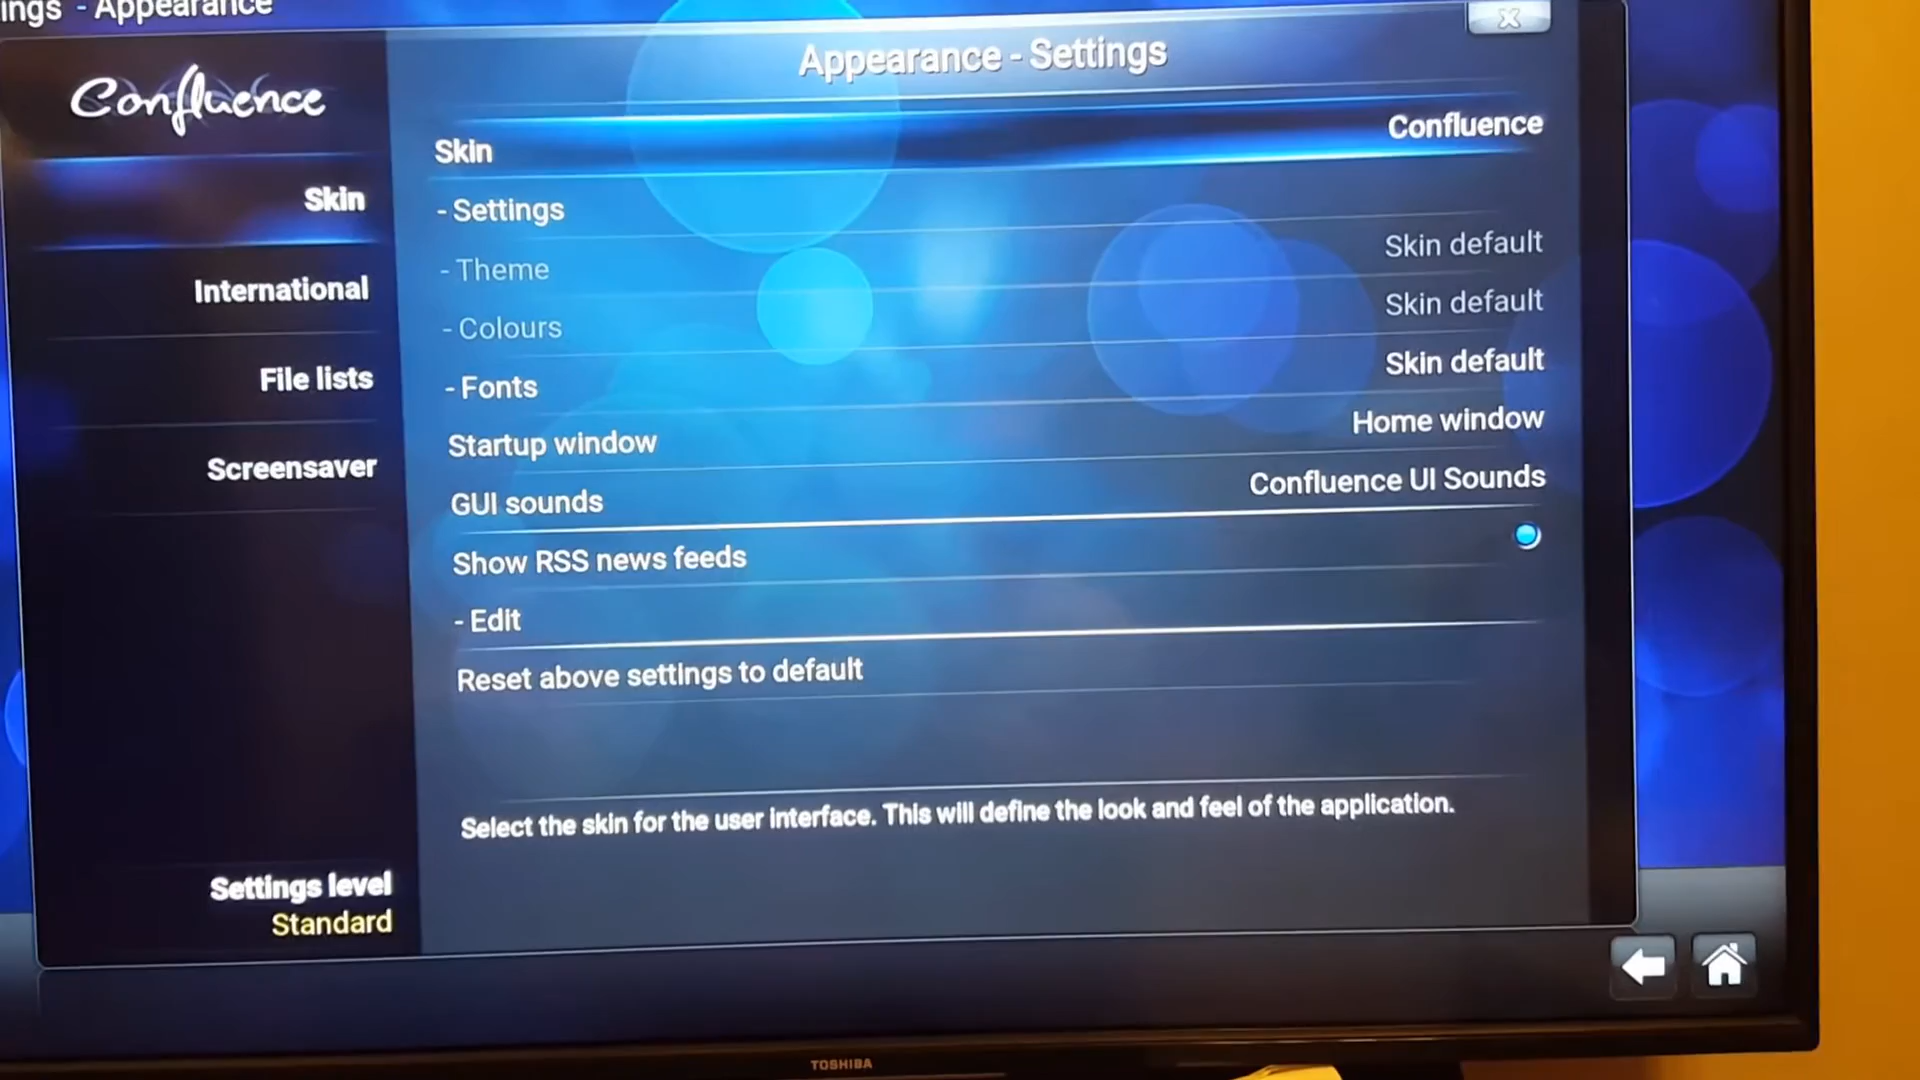 ings - Appearance
Appearance - Settings
X
Confluence
Skin
International
File lists
Screensaver
Settings level
Standard
Skin Confluence
- Settings
- Theme Skin default
- Colours Skin default
- Fonts Skin default
Startup window Home window
GUI sounds Confluence UI Sounds
Show RSS news feeds
- Edit
Reset above settings to default
Select the skin for the user interface. This will define the look and feel of the application.
TOSHIBA